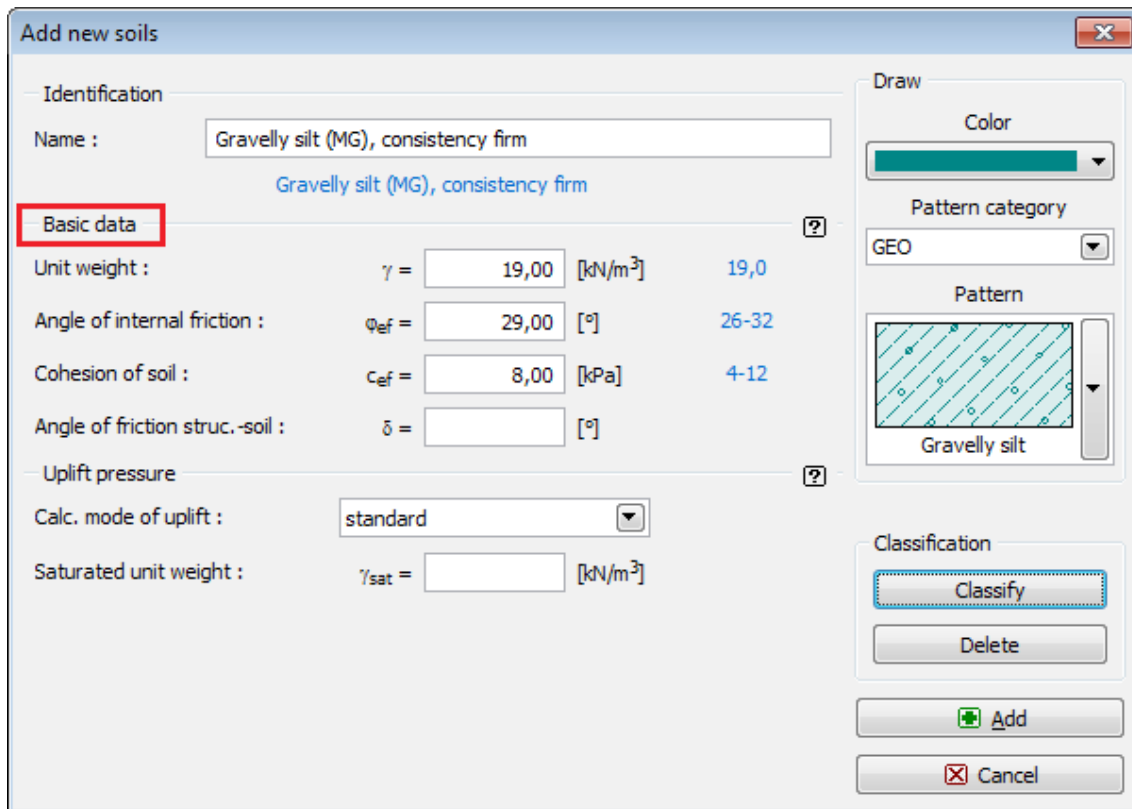 Add new soils
Identification
Name : Gravelly silt (MG), consistency firm
Gravelly silt (MG), consistency firm
Basic data
Unit weight : γ = 19,00 [kN/m³] 19,0
Angle of internal friction : φef = 29,00 [°] 26-32
Cohesion of soil : cef = 8,00 [kPa] 4-12
Angle of friction struc.-soil : δ = [°]
Uplift pressure
Calc. mode of uplift : standard
Saturated unit weight : γsat = [kN/m³]
Draw
Color
Pattern category
GEO
Pattern
Gravelly silt
Classification
Classify
Delete
Add
Cancel